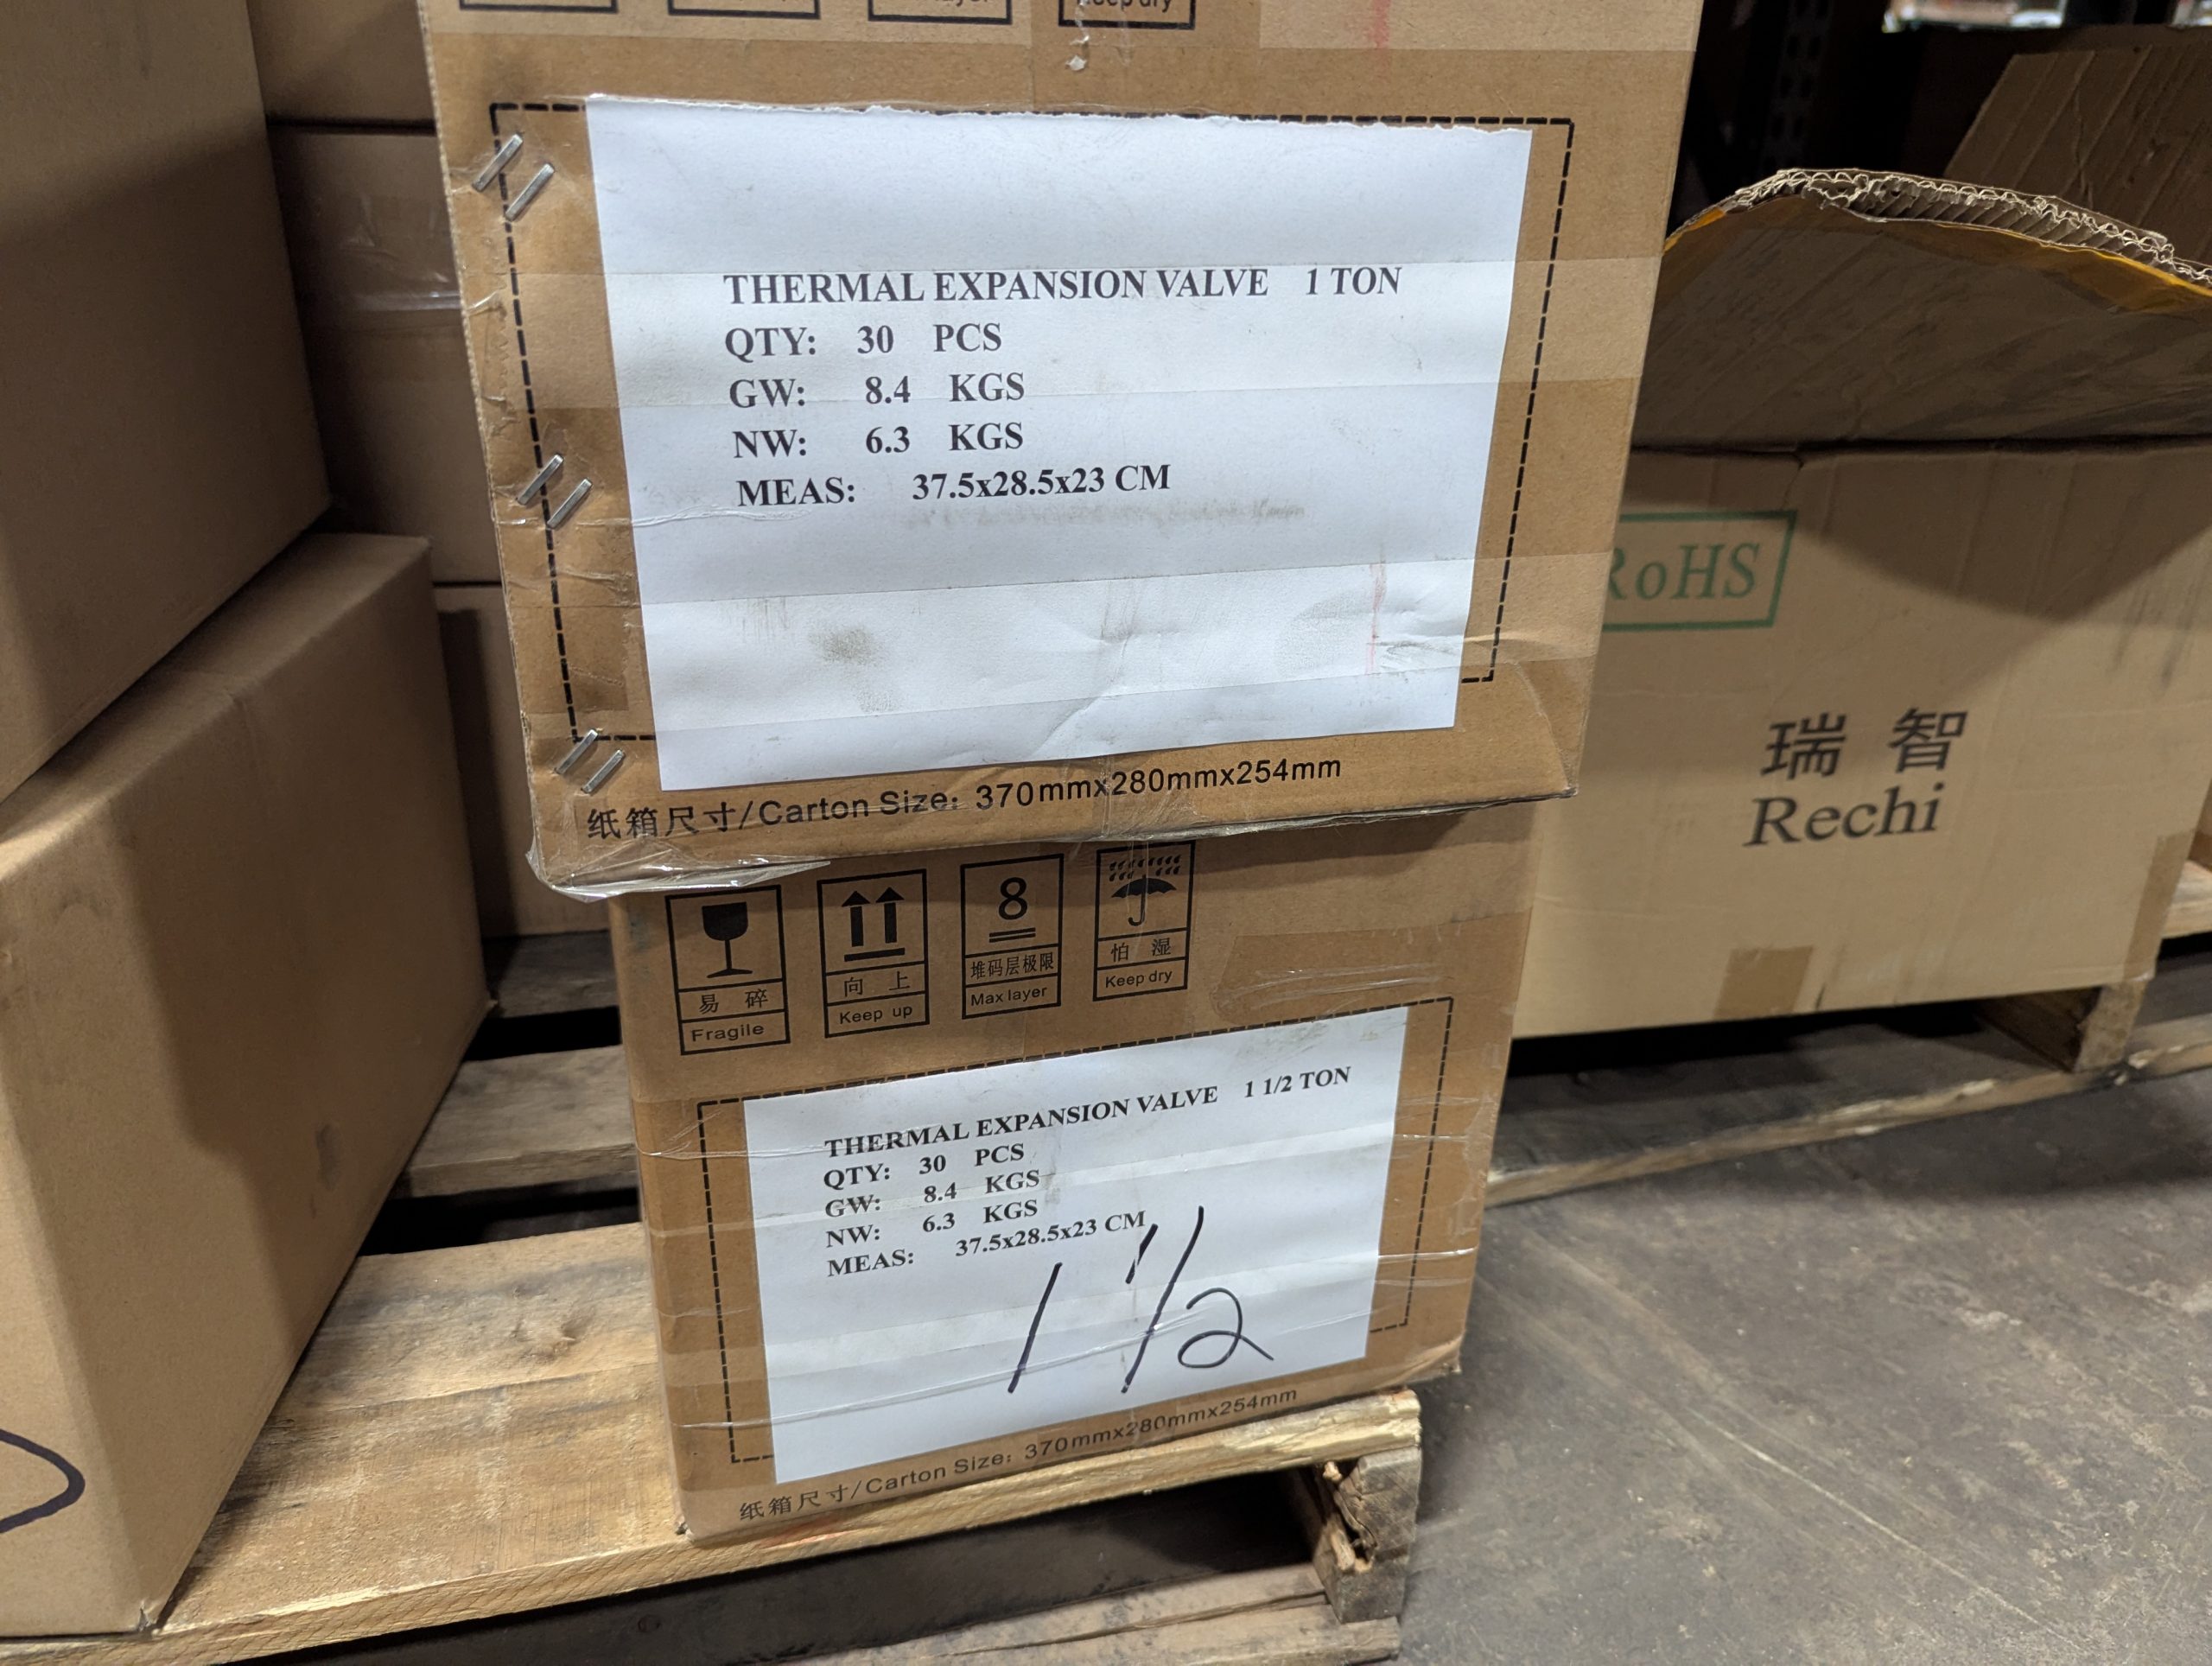 Keep dry
THERMAL EXPANSION VALVE 1 TON
QTY: 30 PCS
GW: 8.4 KGS
NW: 6.3 KGS
MEAS: 37.5x28.5x23 CM
纸箱尺寸/Carton Size: 370mmx280mmx254mm
RoHS
瑞智
Rechi
8
易碎 向上 堆码层极限 怕湿
Fragile Keep up Max layer Keep dry
THERMAL EXPANSION VALVE 1 1/2 TON
QTY: 30 PCS
GW: 8.4 KGS
NW: 6.3 KGS
MEAS: 37.5x28.5x23 CM
1 1/2
纸箱尺寸/Carton Size: 370mmx280mmx254mm